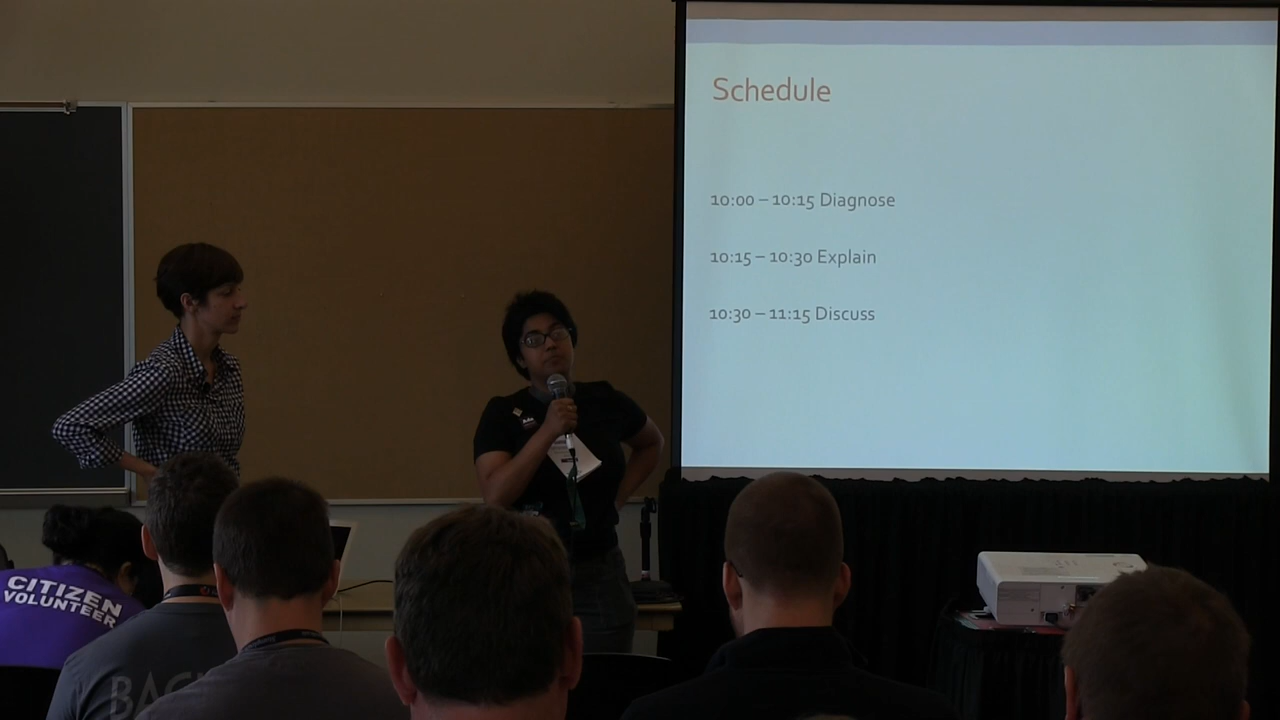 Schedule
10:00 – 10:15 Diagnose
10:15 – 10:30 Explain
10:30 – 11:15 Discuss
CITIZEN
VOLUNTEER